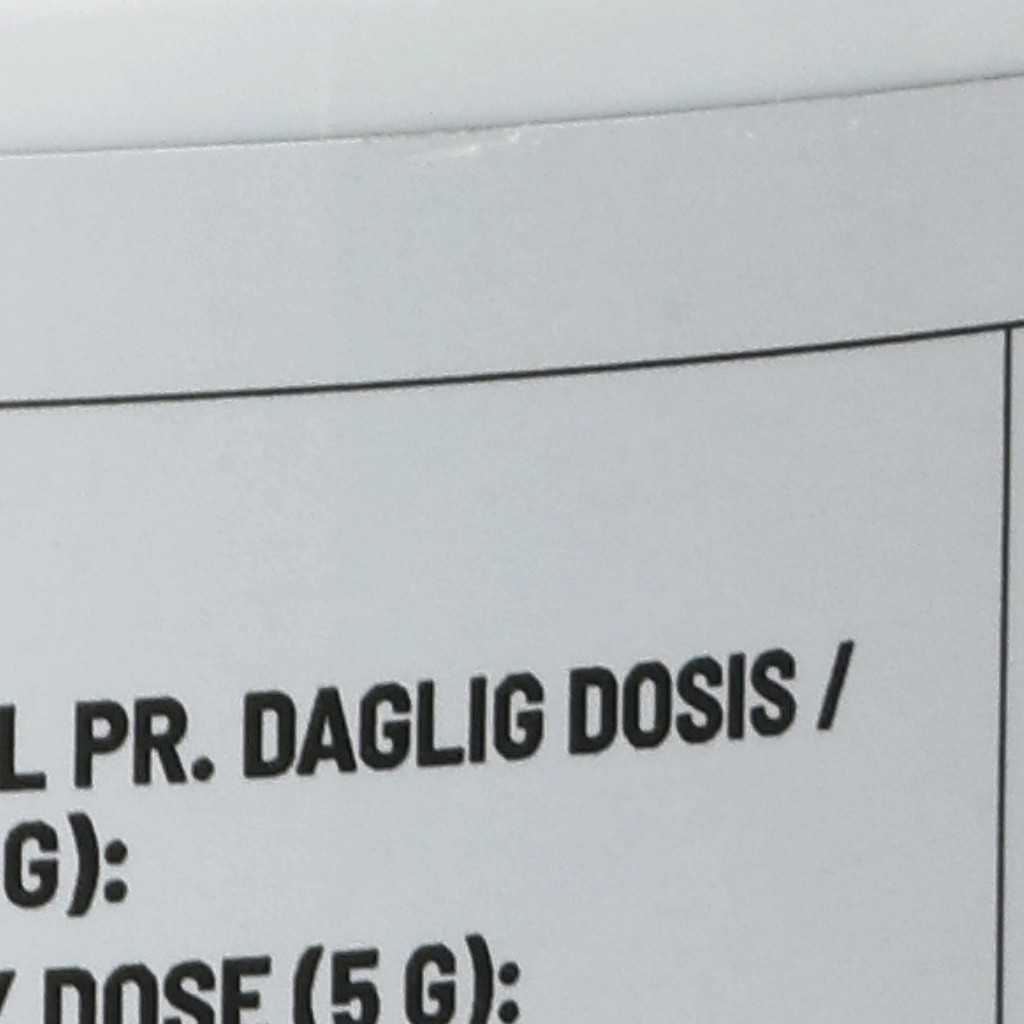 PR. DAGLIG DOSIS /
G):
DOSE (5 G):